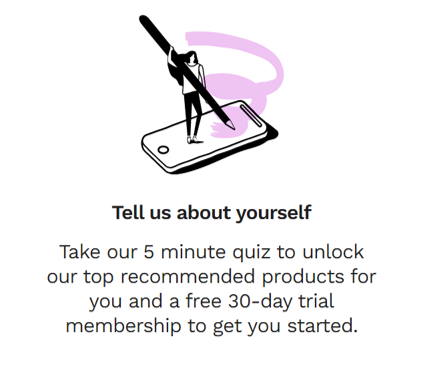 Tell us about yourself
Take our 5 minute quiz to unlock
our top recommended products for
you and a free 30-day trial
membership to get you started.